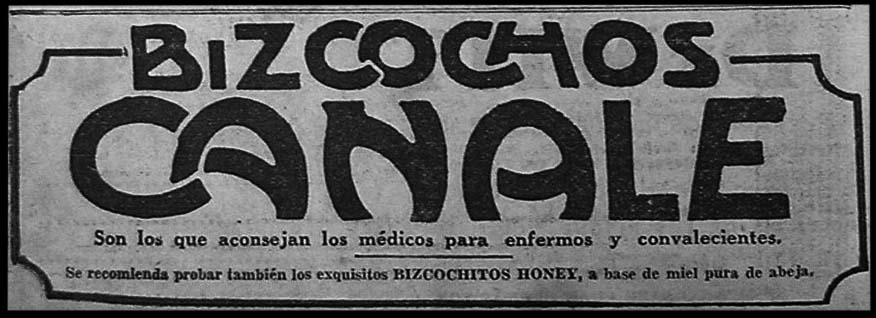 BIZCOCHOS
CANALE
Son los que aconsejan los médicos para enfermos y convalecientes.
Se recomienda probar también los exquisitos BIZCOCHITOS HONEY, a base de miel pura de abeja.